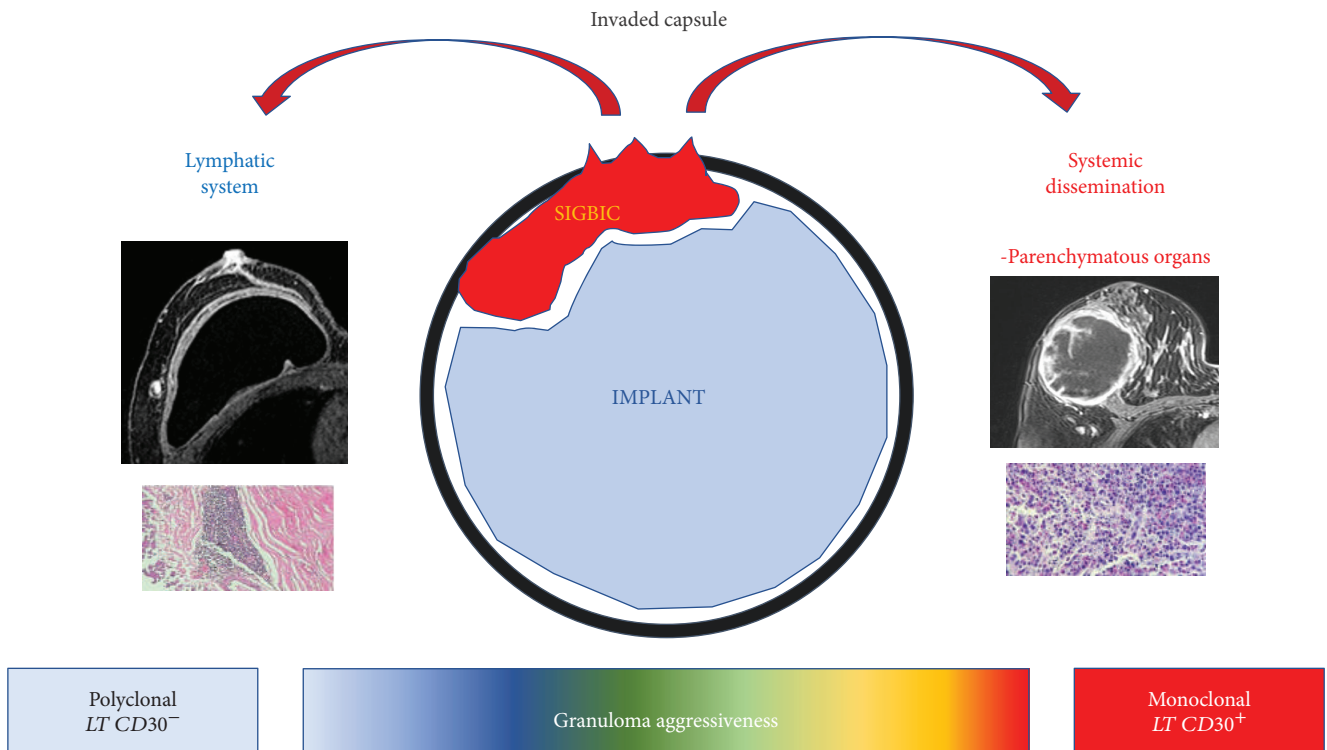 Invaded capsule
Lymphatic
system
Systemic
dissemination
SIGBIC
-Parenchymatous organs
IMPLANT
Polyclonal
LT CD30⁻
Granuloma aggressiveness
Monoclonal
LT CD30⁺